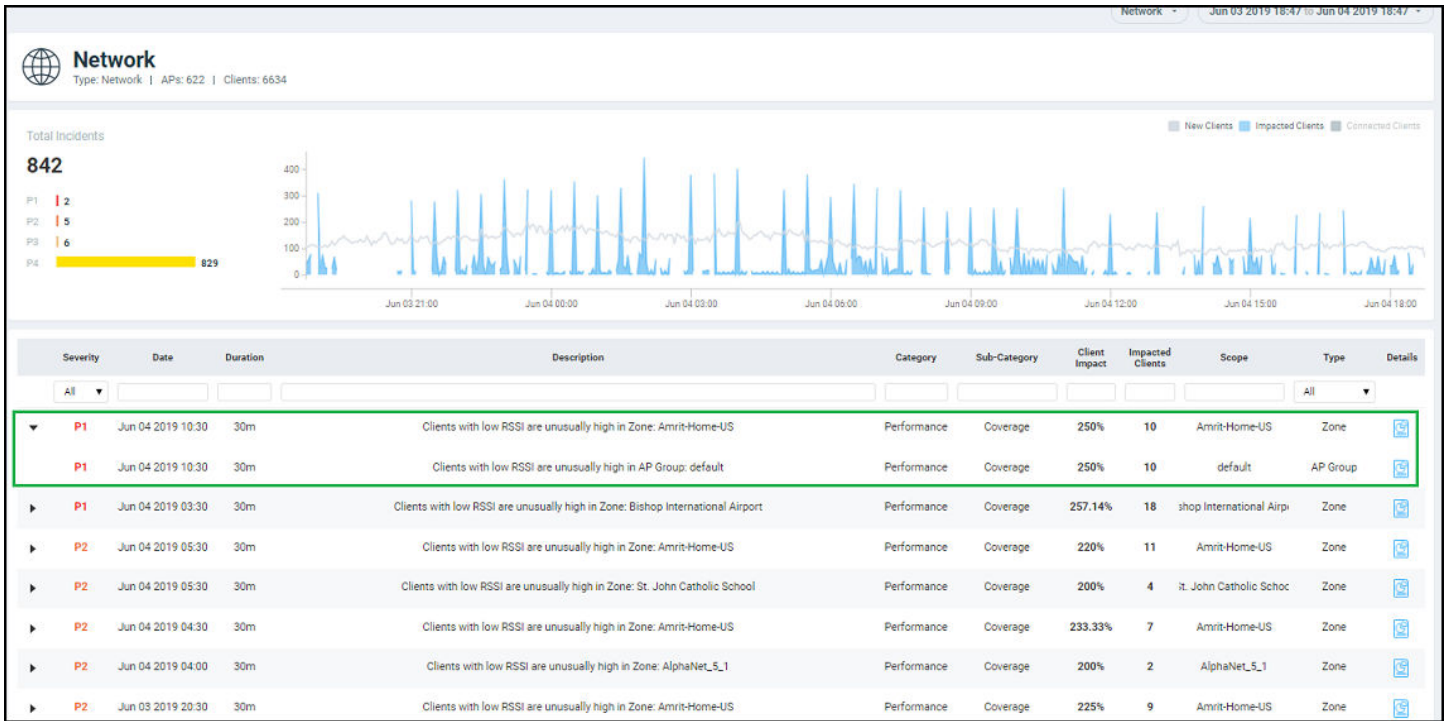 Network Jun 03 2019 18:47 to Jun 04 2019 18:47
Network
Type: Network | APs: 622 | Clients: 6634
Total Incidents
842
P1 2
P2 5
P3 6
P4 829
New Clients Impacted Clients Connected Clients
400
300
200
100
0
Jun 03 21:00 Jun 04 00:00 Jun 04 03:00 Jun 04 06:00 Jun 04 09:00 Jun 04 12:00 Jun 04 15:00 Jun 04 18:00
Severity Date Duration Description Category Sub-Category Client Impact Impacted Clients Scope Type Details
All All
P1 Jun 04 2019 10:30 30m Clients with low RSSI are unusually high in Zone: Amrit-Home-US Performance Coverage 250% 10 Amrit-Home-US Zone
P1 Jun 04 2019 10:30 30m Clients with low RSSI are unusually high in AP Group: default Performance Coverage 250% 10 default AP Group
P1 Jun 04 2019 03:30 30m Clients with low RSSI are unusually high in Zone: Bishop International Airport Performance Coverage 257.14% 18 shop International Airp Zone
P2 Jun 04 2019 05:30 30m Clients with low RSSI are unusually high in Zone: Amrit-Home-US Performance Coverage 220% 11 Amrit-Home-US Zone
P2 Jun 04 2019 05:30 30m Clients with low RSSI are unusually high in Zone: St. John Catholic School Performance Coverage 200% 4 t. John Catholic Schoc Zone
P2 Jun 04 2019 04:30 30m Clients with low RSSI are unusually high in Zone: Amrit-Home-US Performance Coverage 233.33% 7 Amrit-Home-US Zone
P2 Jun 04 2019 04:00 30m Clients with low RSSI are unusually high in Zone: AlphaNet_5_1 Performance Coverage 200% 2 AlphaNet_5_1 Zone
P2 Jun 03 2019 20:30 30m Clients with low RSSI are unusually high in Zone: Amrit-Home-US Performance Coverage 225% 9 Amrit-Home-US Zone